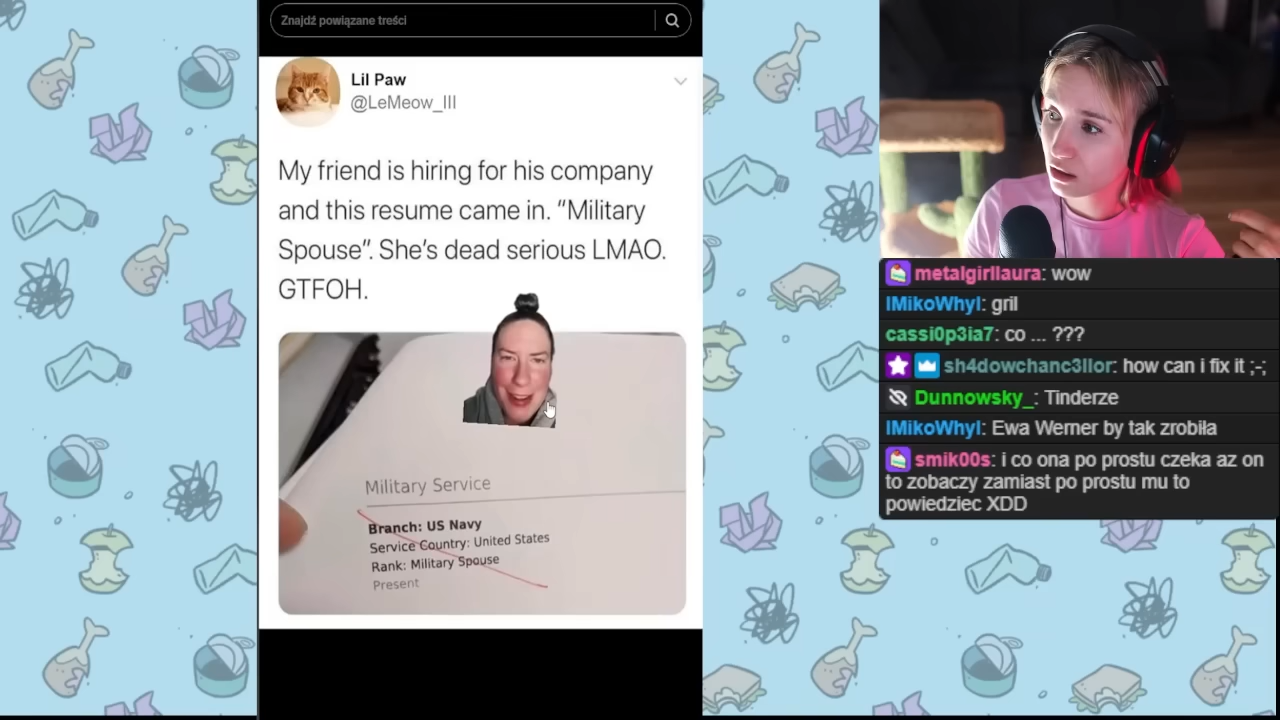 Znajdź powiązane treści
Lil Paw
@LeMeow_III
My friend is hiring for his company
and this resume came in. “Military
Spouse”. She’s dead serious LMAO.
GTFOH.
Military Service
Branch: US Navy
Service Country: United States
Rank: Military Spouse
Present
metalgirllaura: wow
IMikoWhyI: gril
cassi0p3ia7: co ... ???
sh4dowchanc3llor: how can i fix it ;-;
Dunnowsky_: Tinderze
IMikoWhyI: Ewa Werner by tak zrobiła
smik00s: i co ona po prostu czeka az on
to zobaczy zamiast po prostu mu to
powiedziec XDD